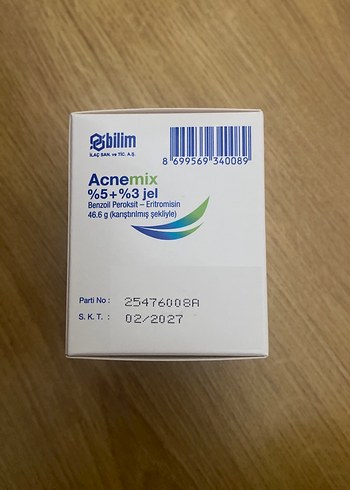 bilim
İLAÇ SAN. ve TİC. A.Ş.
8 699569 340089
Acnemix
%5+%3 jel
Benzoil Peroksit – Eritromisin
46.6 g (karıştırılmış şekliyle)
Parti No : 25476008A
S. K. T. : 02/2027